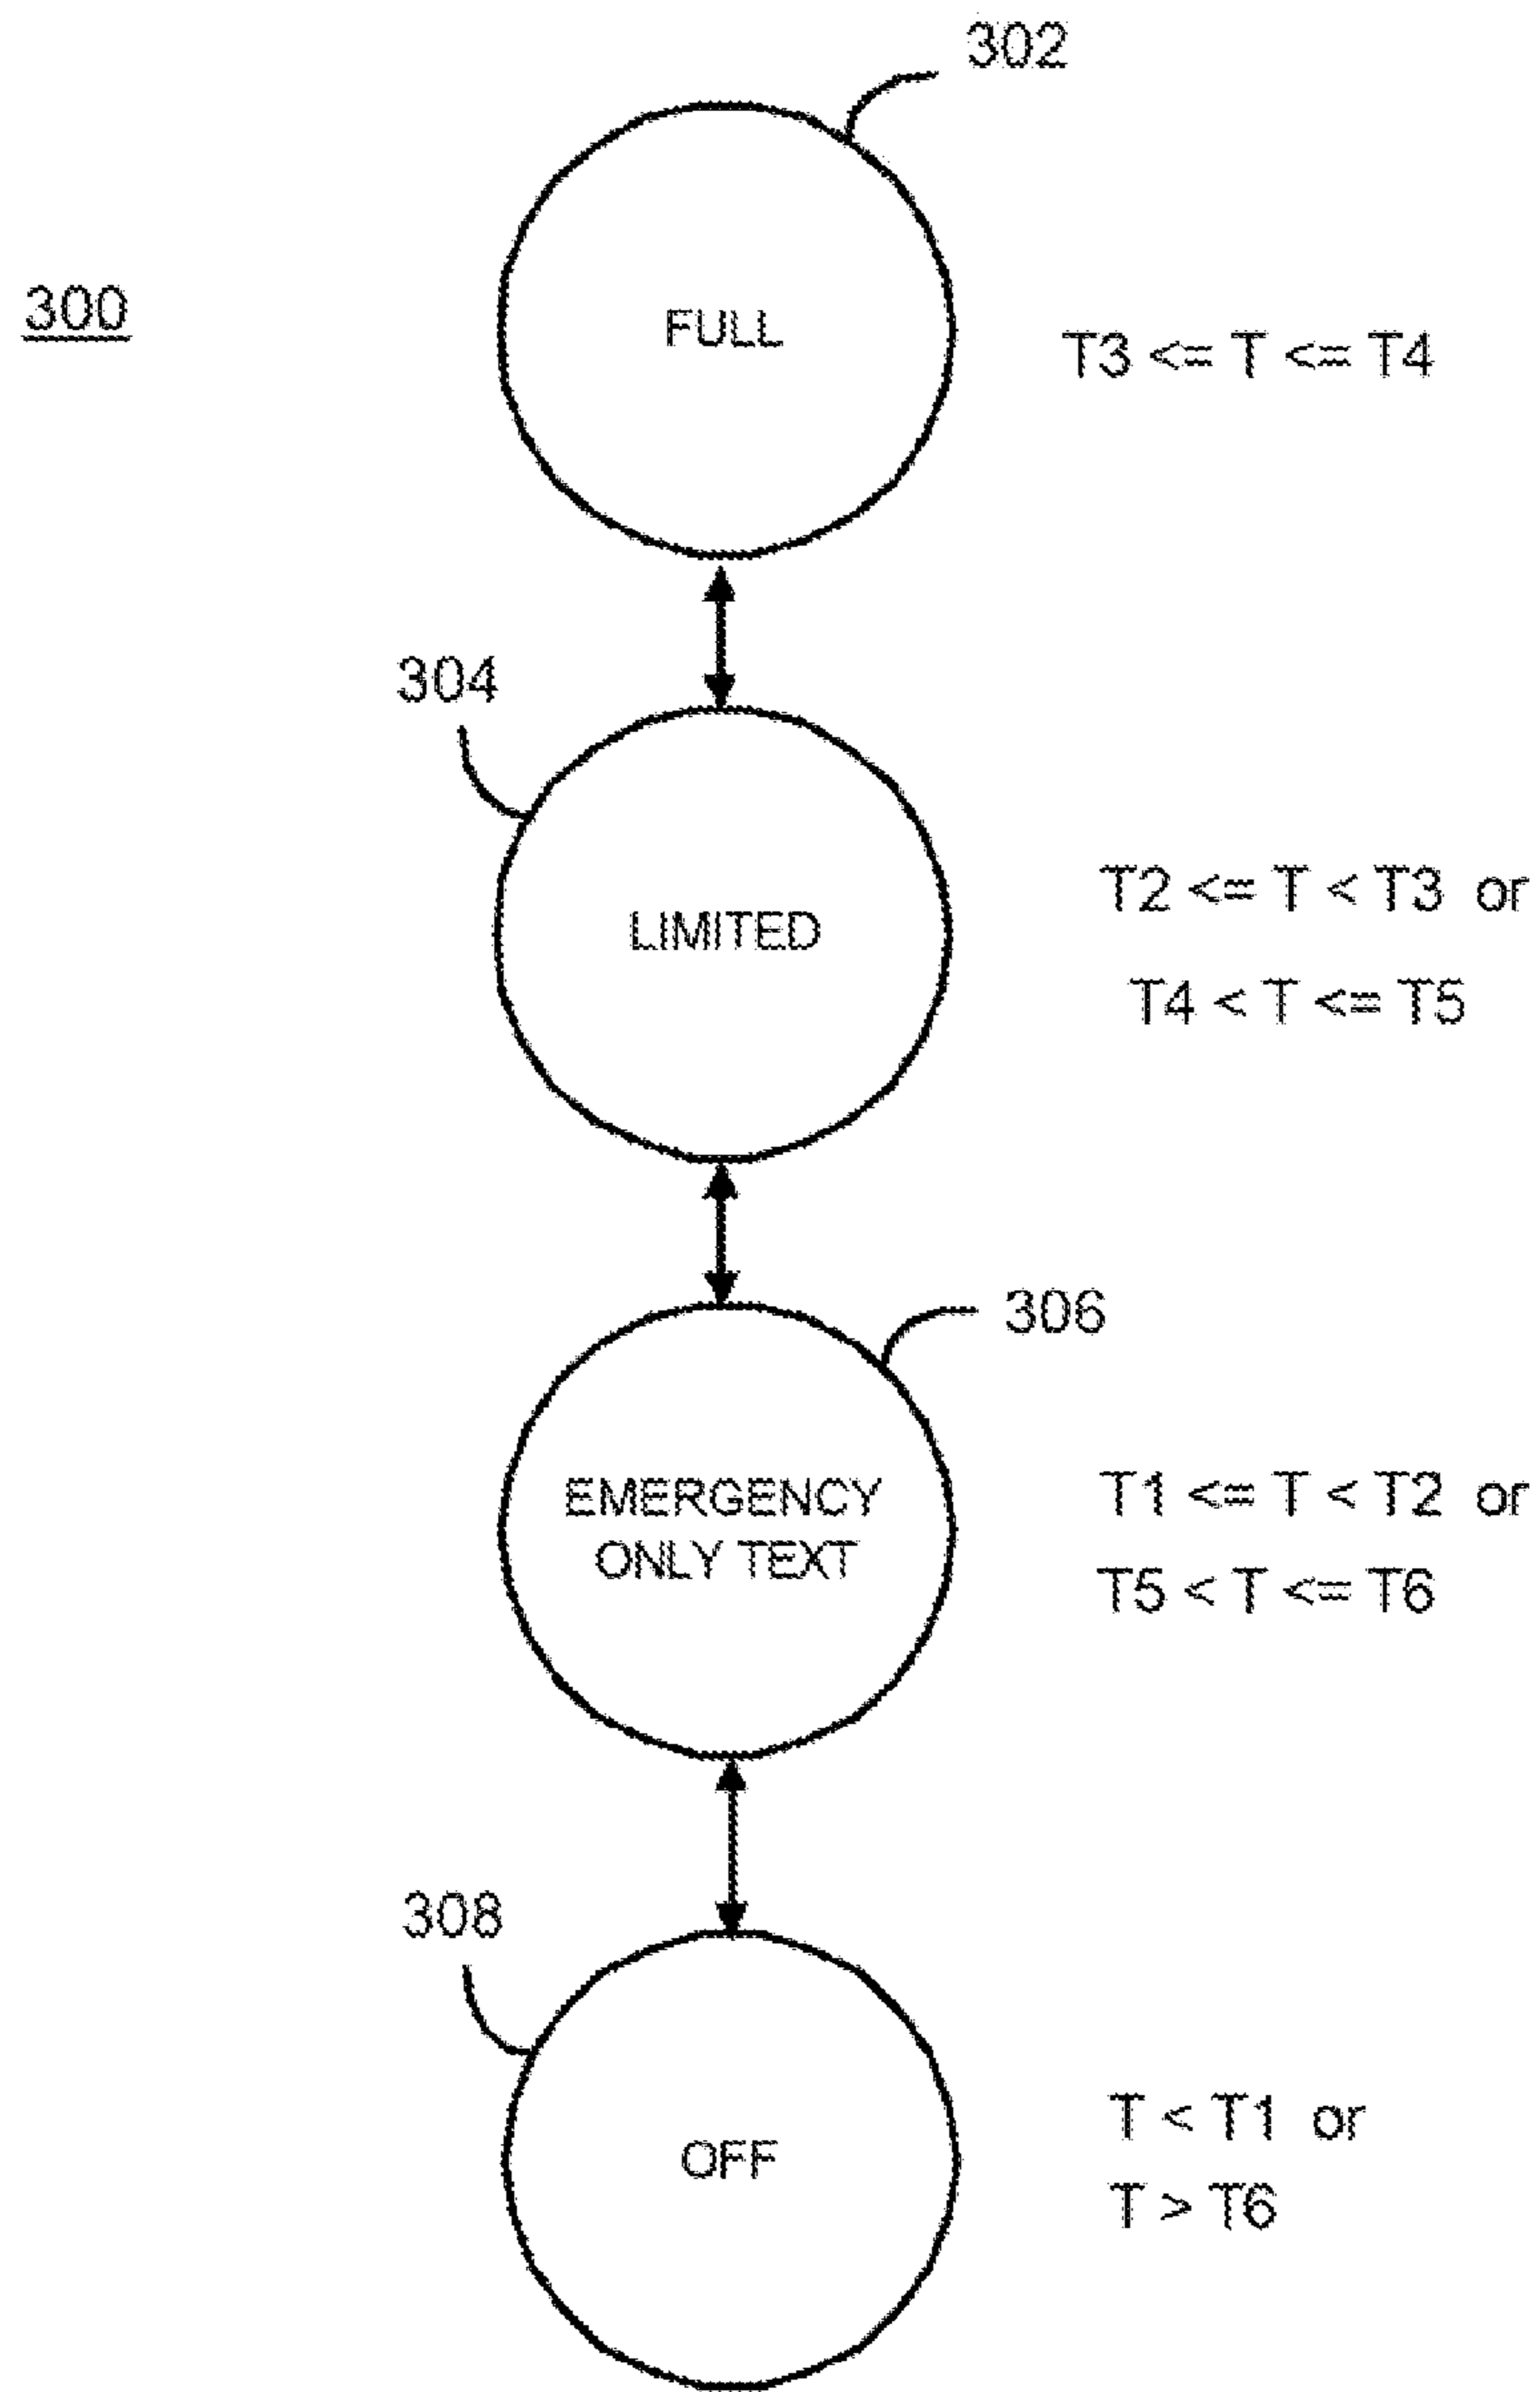 302
300
FULL
T3 <= T <= T4
304
LIMITED
T2 <= T < T3 or
T4 < T <= T5
306
EMERGENCY
ONLY TEXT
T1 <= T < T2 or
T5 < T <= T6
308
OFF
T < T1 or
T > T6